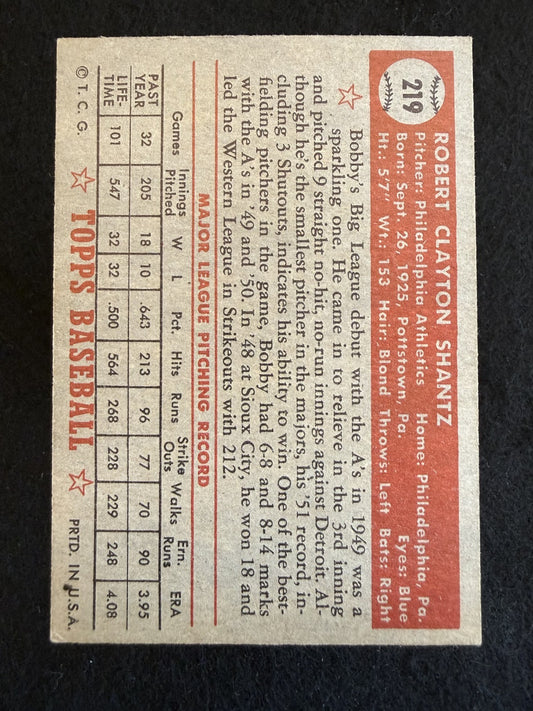 219
ROBERT CLAYTON SHANTZ
Pitcher: Philadelphia Athletics Home: Philadelphia, Pa.
Born: Sept. 26, 1925, Pottstown, Pa. Eyes: Blue
Ht.: 5'7" Wt.: 153 Hair: Blond Throws: Left Bats: Right
Bobby's Big League debut with the A's in 1949 was a
sparkling one. He came in to relieve in the 3rd inning
and pitched 9 straight no-hit, no-run innings against Detroit. Al-
though he's the smallest pitcher in the majors, his '51 record, in-
cluding 3 Shutouts, indicates his ability to win. One of the best-
fielding pitchers in the game, Bobby had 6-8 and 8-14 marks
with the A's in '49 and '50. In '48 at Sioux City, he won 18 and
led the Western League in Strikeouts with 212.
MAJOR LEAGUE PITCHING RECORD
Games Innings Pitched W L Pct. Hits Runs Strike Outs Walks Ern. Runs ERA
PAST YEAR 32 205 18 10 .643 213 96 77 70 90 3.95
LIFE-TIME 101 547 32 32 .500 564 268 228 229 248 4.08
© T. C. G. TOPPS BASEBALL PRTD. IN U.S.A.